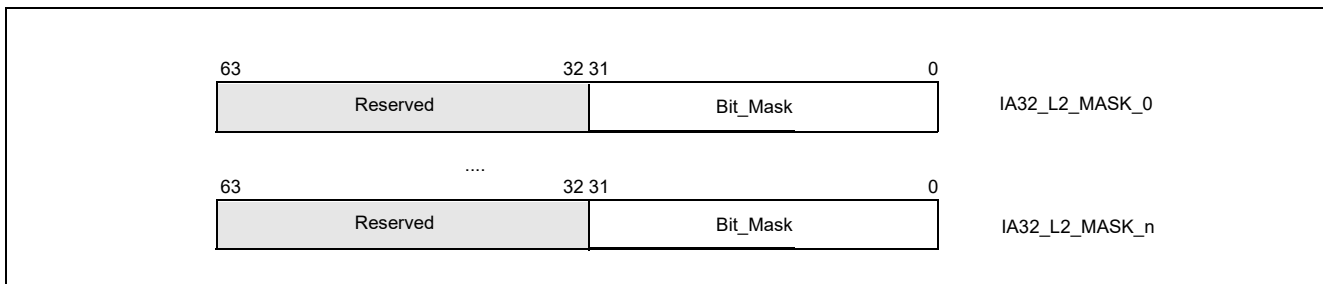 63 32 31 0
Reserved Bit_Mask IA32_L2_MASK_0
....
63 32 31 0
Reserved Bit_Mask IA32_L2_MASK_n